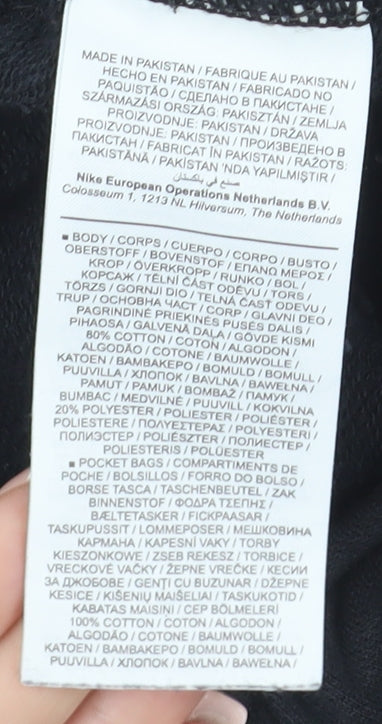 MADE IN PAKISTAN / FABRIQUE AU PAKISTAN /
HECHO EN PAKISTAN / FABRICADO NO
PAQUISTÃO / СДЕЛАНО В ПАКИСТАНЕ /
SZÁRMAZÁSI ORSZÁG: PAKISZTÁN / ZEMLJA
PROIZVODNJE: PAKISTAN / DRŽAVA
PROIZVODNJE: PAKISTAN / ПРОИЗВЕДЕНО В
ПАКИСТАН / FABRICAT ÎN PAKISTAN / RAŽOTS:
PAKISTĀNĀ / PAKİSTAN'NDA YAPILMIŞTIR /
صنع في باكستان
Nike European Operations Netherlands B.V.
Colosseum 1, 1213 NL Hilversum, The Netherlands
■ BODY / CORPS / CUERPO / CORPO / BUSTO /
OBERSTOFF / BOVENSTOF / ΕΠΑΝΩ ΜΕΡΟΣ /
KROP / ÖVERKROPP / RUNKO / BOL /
КОРСАЖ / TĚLNÍ ČÁST ODĚVU / TORS /
TÖRZS / GORNJI DIO / TELNÁ ČASŤ ODEVU /
TRUP / ОСНОВНА ЧАСТ / CORP / GLAVNI DEO /
PAGRINDINĖ PRIEKINĖS PUSĖS DALIS /
PIHAOSA / GALVENĀ DAĻA / GÖVDE KISMI
80% COTTON / COTON / ALGODÓN /
ALGODÃO / COTONE / BAUMWOLLE /
KATOEN / ΒΑΜΒΑΚΕΡΟ / BOMULD / BOMULL /
PUUVILLA / ХЛОПОК / BAVLNA / BAWEŁNA /
PAMUT / PAMUK / BOMBAŽ / ПАМУК /
BUMBAC / MEDVILNĖ / PUUVILL / KOKVILNA
20% POLYESTER / POLIESTER / POLIÉSTER /
POLIESTERE / ΠΟΛΥΕΣΤΕΡΑΣ / POLYESTERI /
ПОЛИЭСТЕР / POLIÉSZTER / ПОЛИЕСТЕР /
POLIESTERIS / POLÜESTER
■ POCKET BAGS / COMPARTIMENTS DE
POCHE / BOLSILLOS / FORRO DO BOLSO /
BORSE TASCA / TASCHENBEUTEL / ZAK
BINNENSTOF / ΦΟΔΡΑ ΤΣΕΠΗΣ /
BÆLTETASKER / FICKPÅSAR /
TASKUPUSSIT / LOMMEPOSER / МЕШКОВИНА
КАРМАНА / KAPESNÍ VAKY / TORBY
KIESZONKOWE / ZSEB REKESZ / TORBICE /
VRECKOVÉ VAČKY / ŽEPNE VREČKE / КЕСИИ
ЗА ДЖОБОВЕ / GENȚI CU BUZUNAR / DŽEPNE
KESICE / KIŠENIŲ MAIŠELIAI / TASKUKOTID /
KABATAS MAISIŅI / CEP BÖLMELERİ
100% COTTON / COTON / ALGODÓN /
ALGODÃO / COTONE / BAUMWOLLE /
KATOEN / ΒΑΜΒΑΚΕΡΟ / BOMULD / BOMULL /
PUUVILLA / ХЛОПОК / BAVLNA / BAWEŁNA /